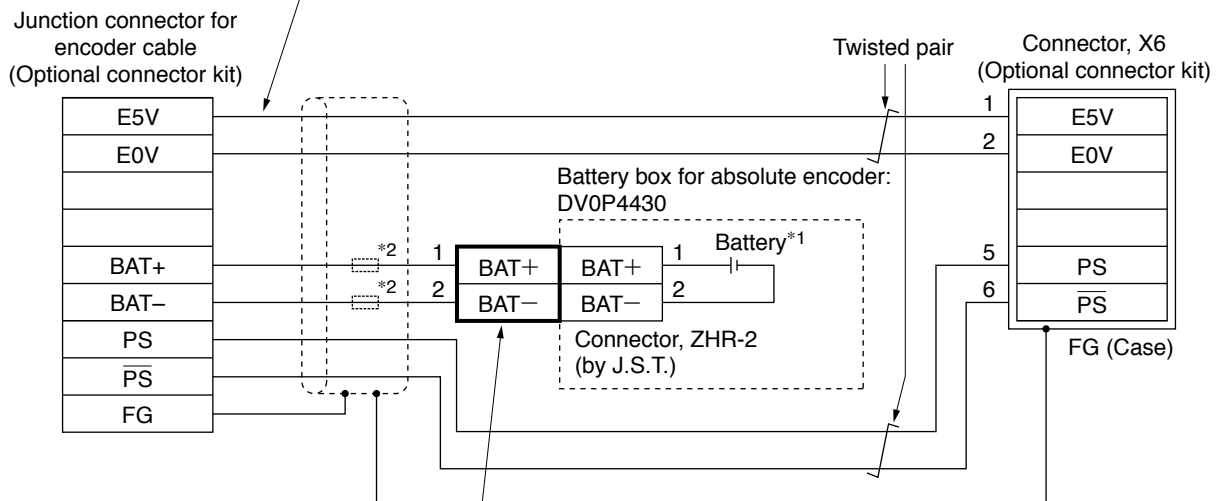 Junction connector for
encoder cable
(Optional connector kit)
Twisted pair
Connector, X6
(Optional connector kit)
E5V
1
E5V
E0V
2
E0V
Battery box for absolute encoder:
DV0P4430
BAT+
*2
1
BAT+
BAT+
1
Battery*1
5
PS
BAT–
*2
2
BAT−
BAT−
2
6
P̅S̅
PS
Connector, ZHR-2
(by J.S.T.)
FG (Case)
P̅S̅
FG